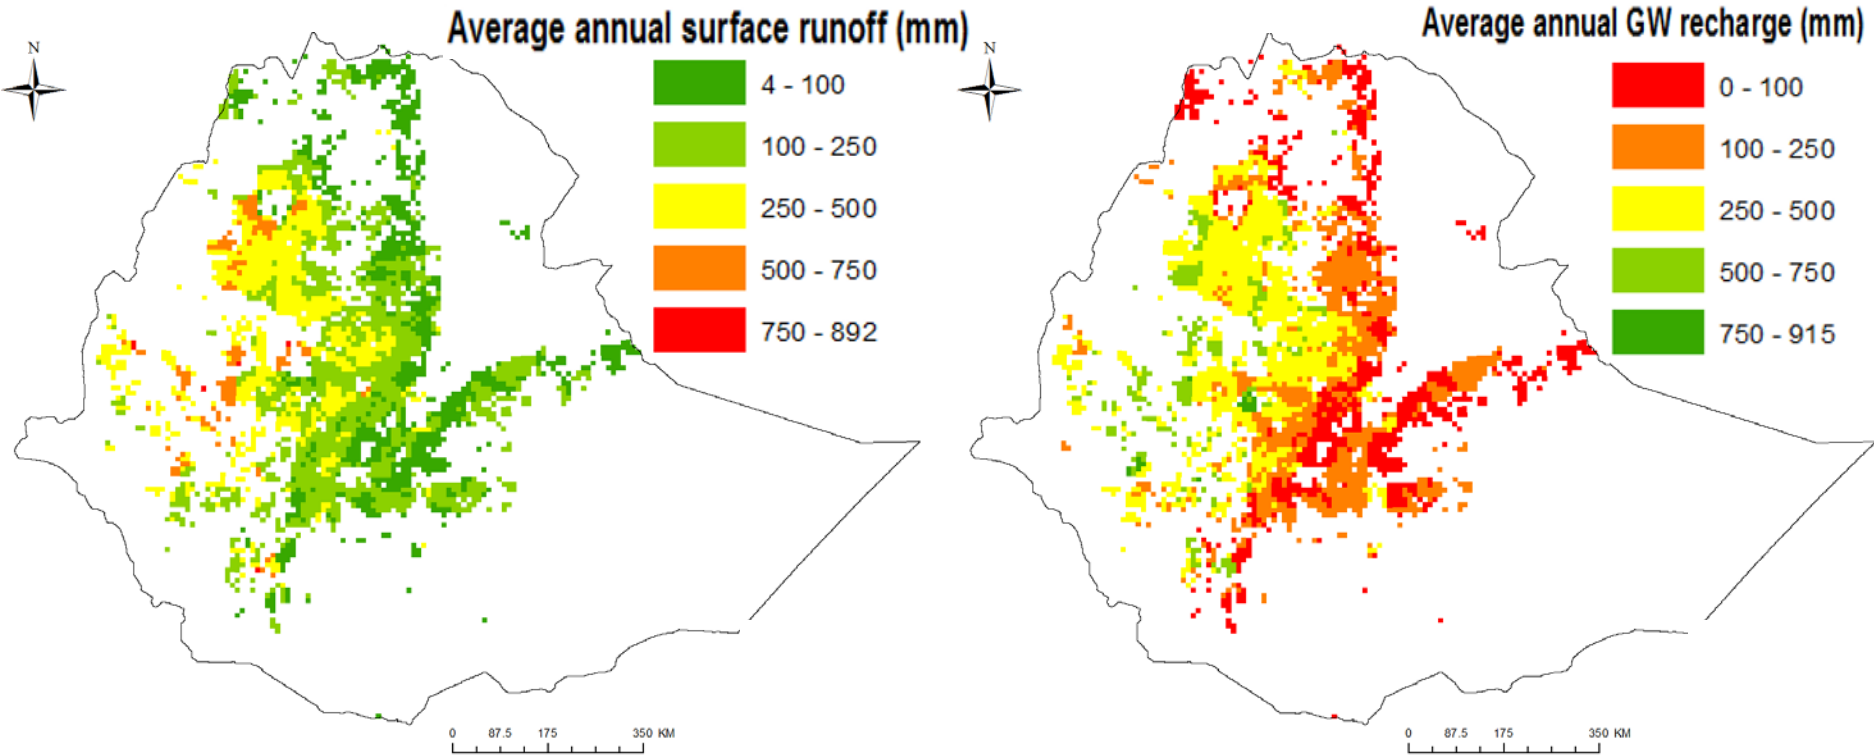 Average annual surface runoff (mm)
N
4 - 100
100 - 250
250 - 500
500 - 750
750 - 892
0 87.5 175 350 KM
Average annual GW recharge (mm)
N
0 - 100
100 - 250
250 - 500
500 - 750
750 - 915
0 87.5 175 350 KM